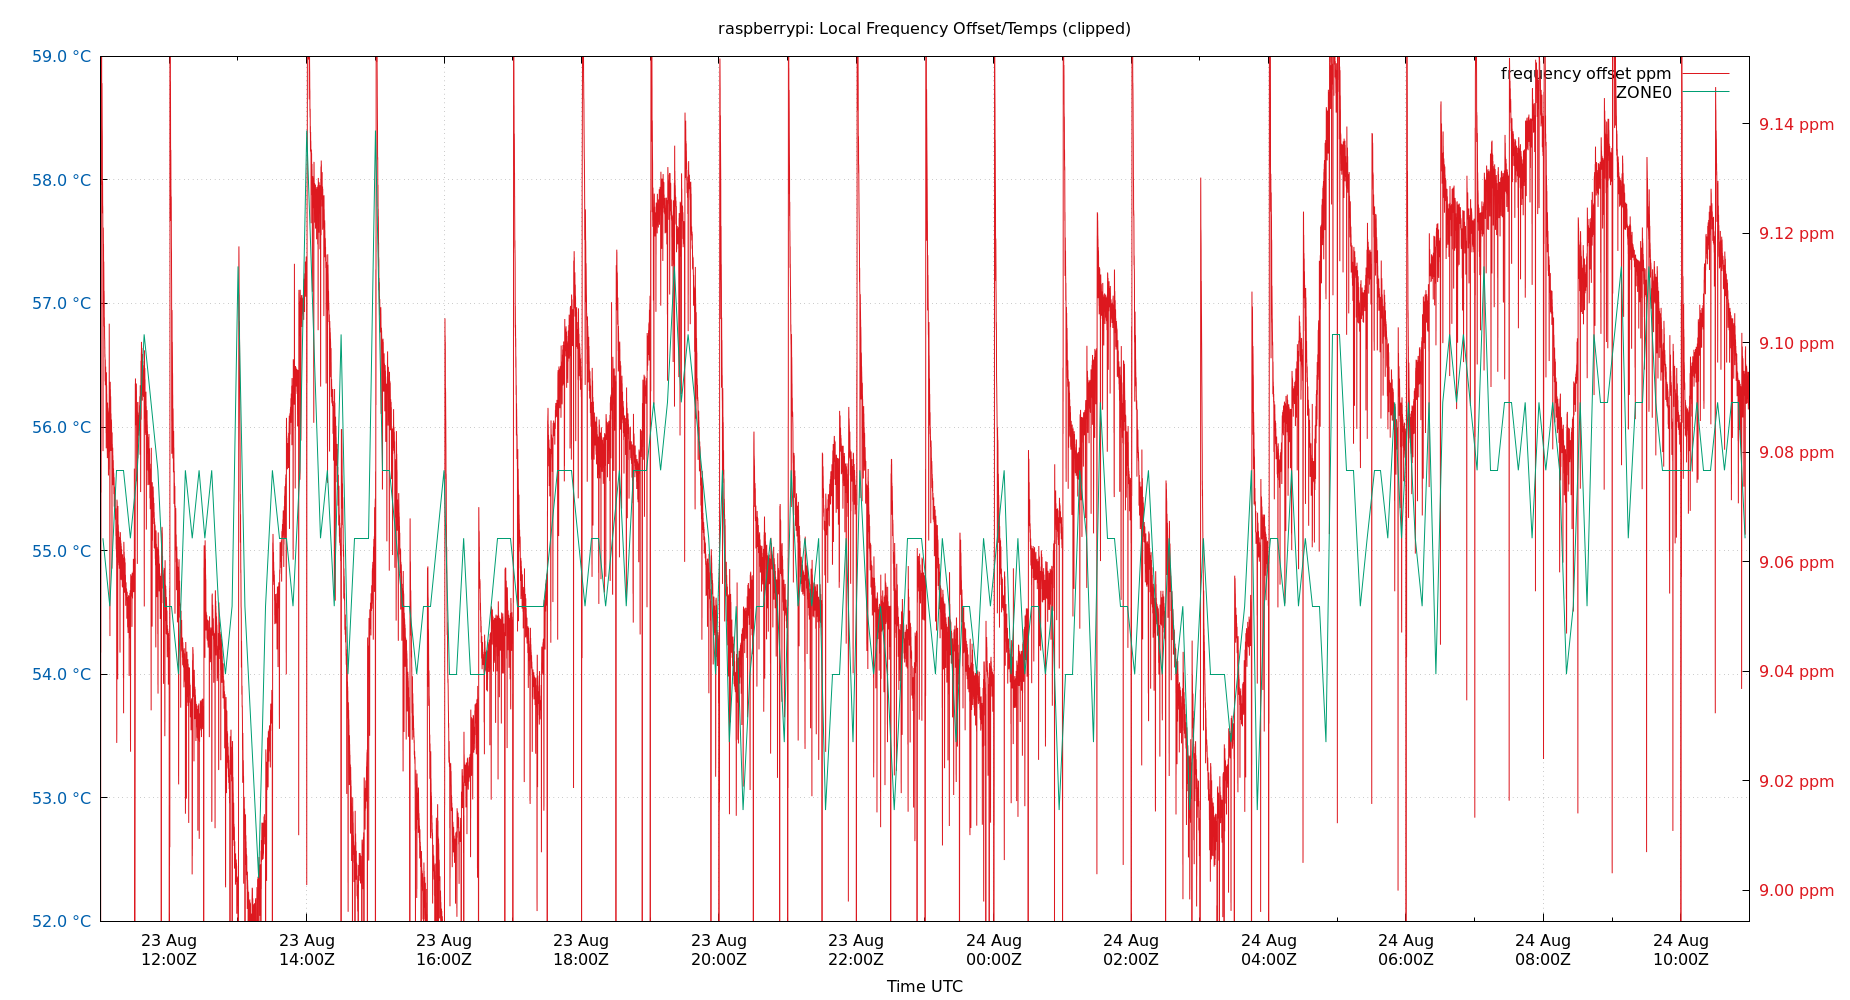 raspberrypi: Local Frequency Offset/Temps (clipped)
frequency offset ppm
ZONE0
59.0 °C
58.0 °C
57.0 °C
56.0 °C
55.0 °C
54.0 °C
53.0 °C
52.0 °C
9.14 ppm
9.12 ppm
9.10 ppm
9.08 ppm
9.06 ppm
9.04 ppm
9.02 ppm
9.00 ppm
23 Aug
12:00Z
23 Aug
14:00Z
23 Aug
16:00Z
23 Aug
18:00Z
23 Aug
20:00Z
23 Aug
22:00Z
24 Aug
00:00Z
24 Aug
02:00Z
24 Aug
04:00Z
24 Aug
06:00Z
24 Aug
08:00Z
24 Aug
10:00Z
Time UTC